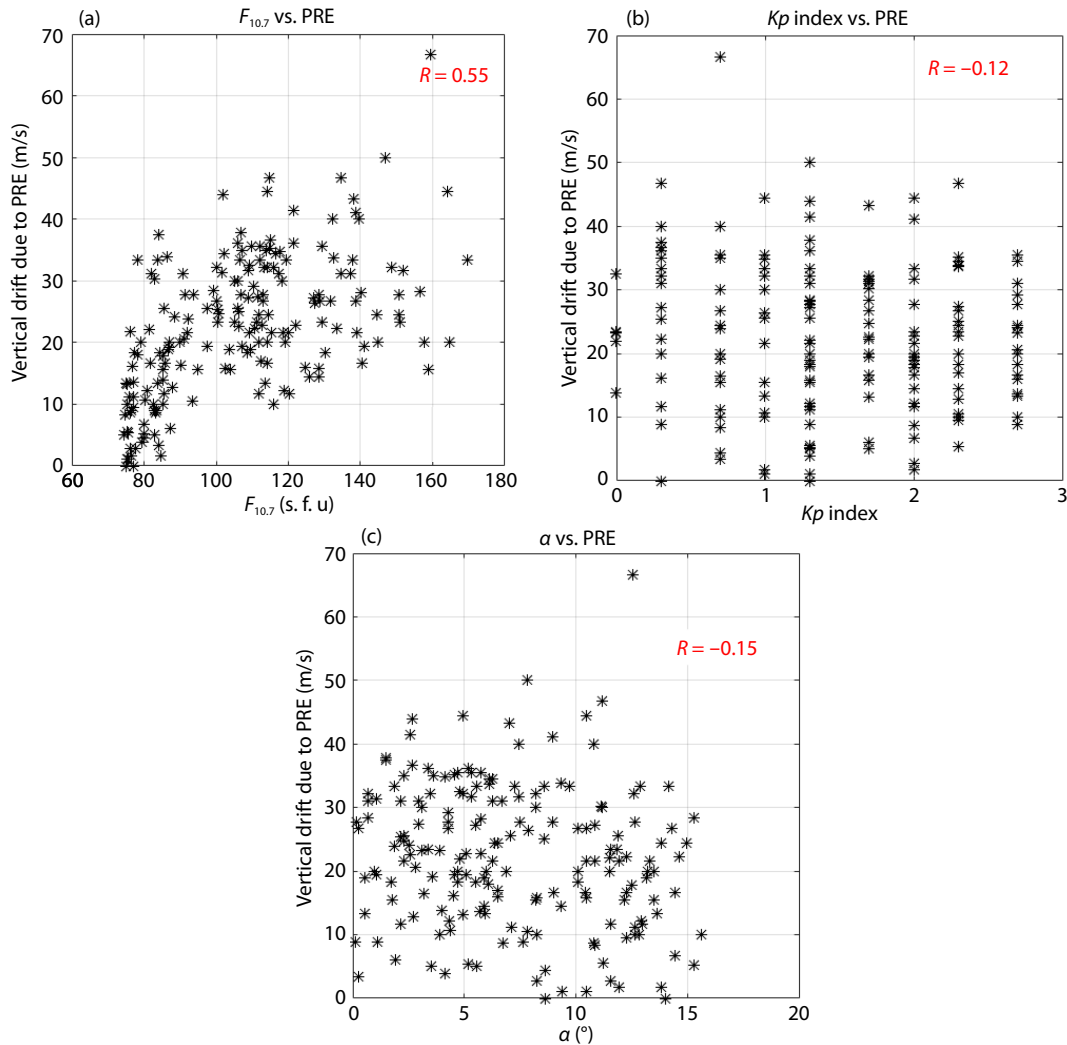 (a)
F10.7 vs. PRE
R = 0.55
70
60
50
40
30
20
10
0
Vertical drift due to PRE (m/s)
60 80 100 120 140 160 180
F10.7 (s. f. u)
(b)
Kp index vs. PRE
R = −0.12
70
60
50
40
30
20
10
0
Vertical drift due to PRE (m/s)
0 1 2 3
Kp index
(c)
α vs. PRE
R = −0.15
70
60
50
40
30
20
10
0
Vertical drift due to PRE (m/s)
0 5 10 15 20
α (°)